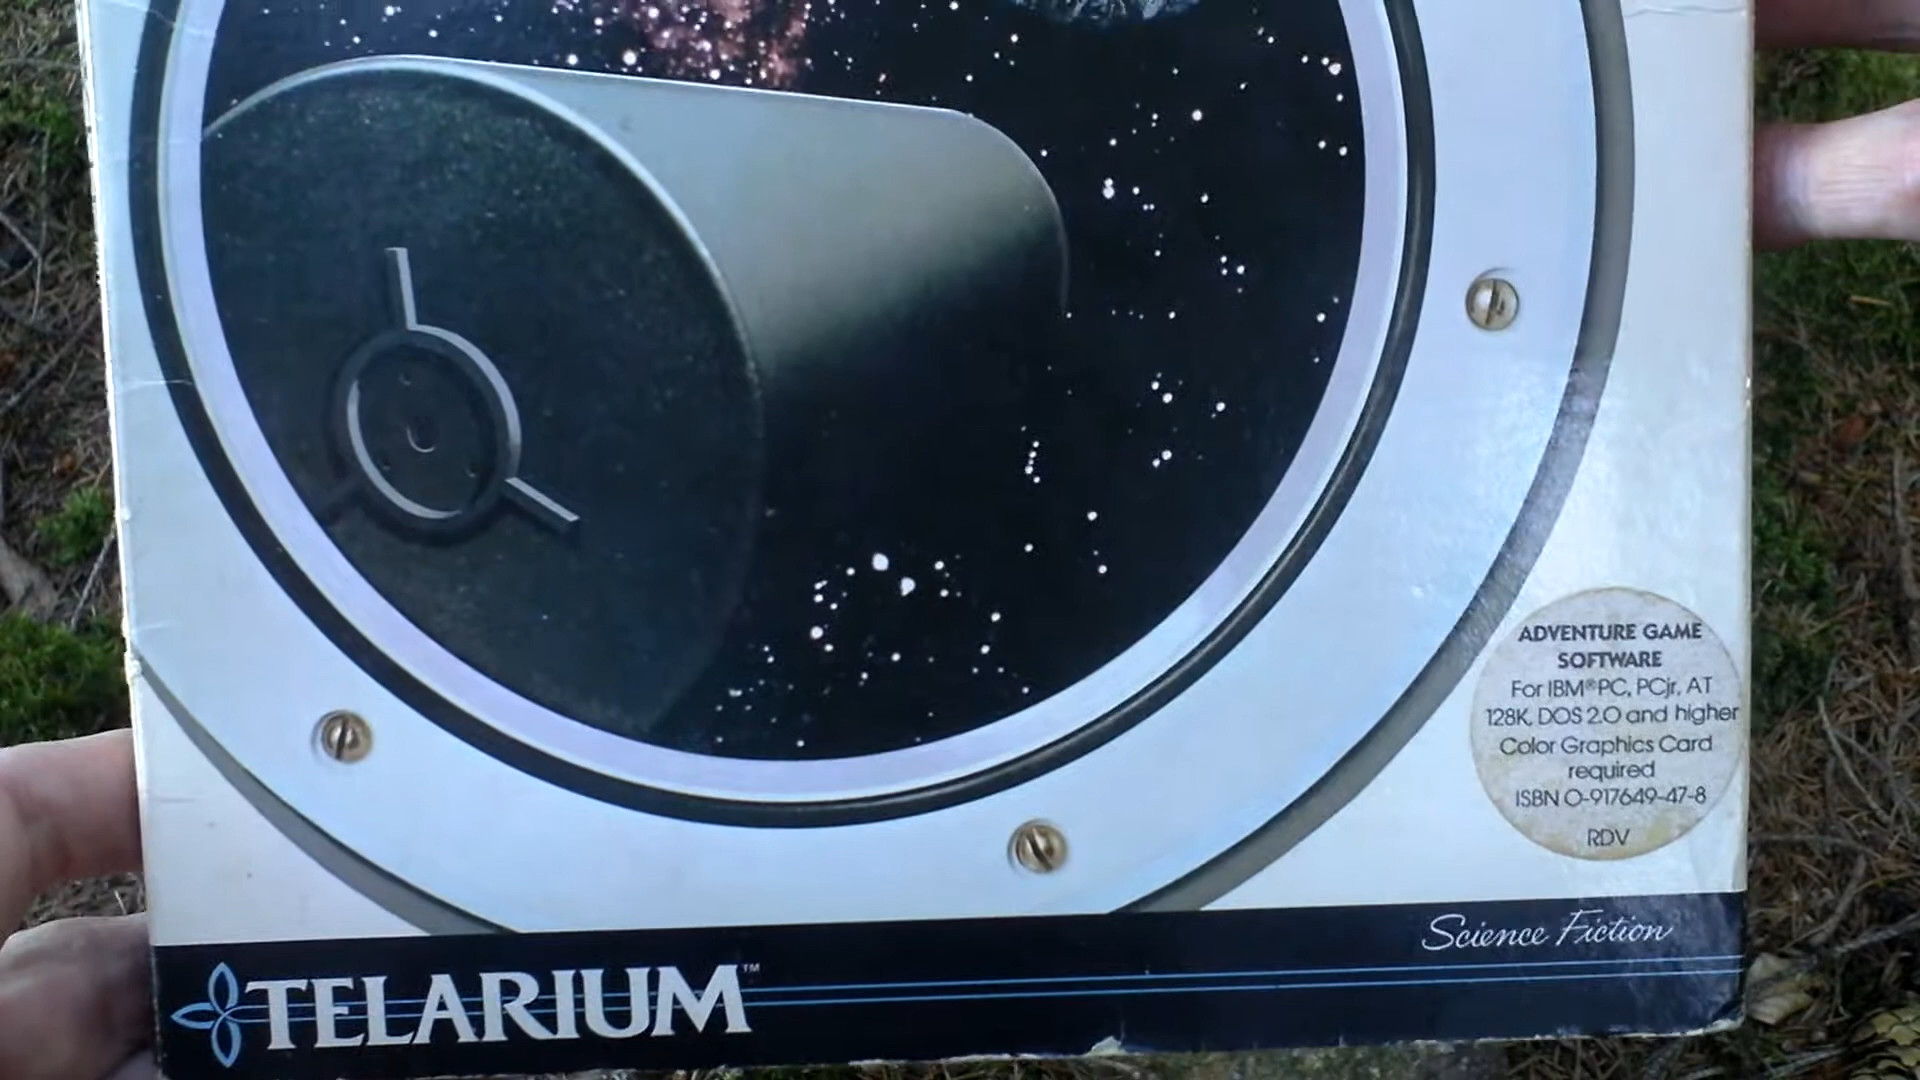 ADVENTURE GAME
SOFTWARE
For IBM® PC, PCjr, AT
128K, DOS 2.0 and higher
Color Graphics Card
required
ISBN 0-917649-47-8
RDV
Science Fiction
TELARIUM™